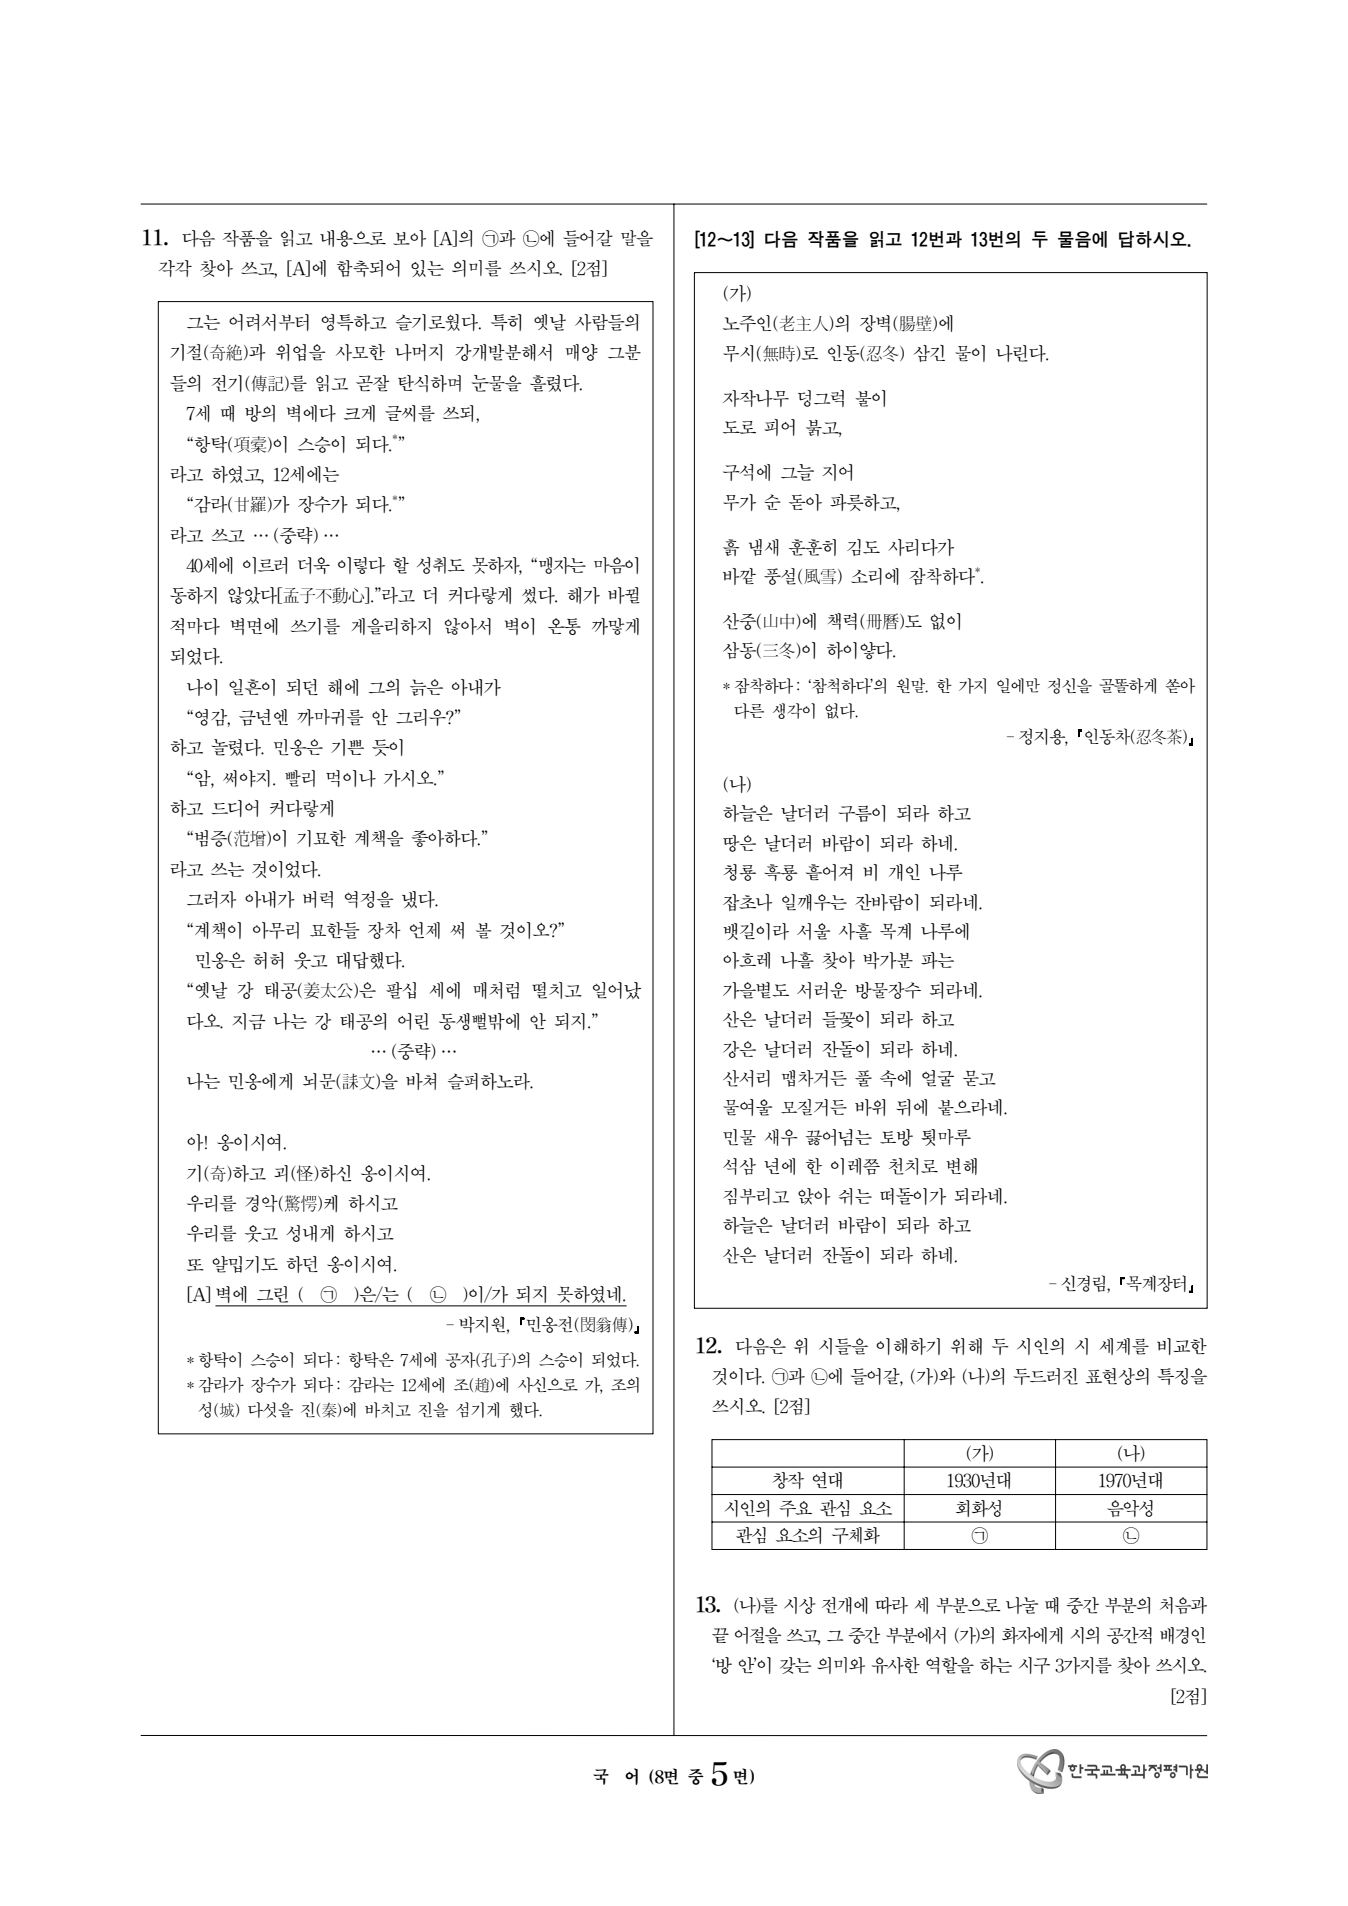 11. 다음 작품을 읽고 내용으로 보아 [A]의 ㉠과 ㉡에 들어갈 말을
각각 찾아 쓰고, [A]에 함축되어 있는 의미를 쓰시오. [2점]
그는 어려서부터 영특하고 슬기로웠다. 특히 옛날 사람들의
기절(奇絶)과 위업을 사모한 나머지 강개발분해서 매양 그분
들의 전기(傳記)를 읽고 곧잘 탄식하며 눈물을 흘렸다.
7세 때 방의 벽에다 크게 글씨를 쓰되,
“항탁(項橐)이 스승이 되다.*”
라고 하였고, 12세에는
“감라(甘羅)가 장수가 되다.*”
라고 쓰고 … (중략) …
40세에 이르러 더욱 이렇다 할 성취도 못하자, “맹자는 마음이
동하지 않았다[孟子不動心].”라고 더 커다랗게 썼다. 해가 바뀔
적마다 벽면에 쓰기를 게을리하지 않아서 벽이 온통 까맣게
되었다.
나이 일흔이 되던 해에 그의 늙은 아내가
“영감, 금년엔 까마귀를 안 그리우?”
하고 놀렸다. 민옹은 기쁜 듯이
“암, 써야지. 빨리 먹이나 가시오.”
하고 드디어 커다랗게
“범증(范增)이 기묘한 계책을 좋아하다.”
라고 쓰는 것이었다.
그러자 아내가 버럭 역정을 냈다.
“계책이 아무리 묘한들 장차 언제 써 볼 것이오?”
민옹은 허허 웃고 대답했다.
“옛날 강 태공(姜太公)은 팔십 세에 매처럼 떨치고 일어났
다오. 지금 나는 강 태공의 어린 동생뻘밖에 안 되지.”
… (중략) …
나는 민옹에게 뇌문(誄文)을 바쳐 슬퍼하노라.
아! 옹이시여.
기(奇)하고 괴(怪)하신 옹이시여.
우리를 경악(驚愕)케 하시고
우리를 웃고 성내게 하시고
또 얄밉기도 하던 옹이시여.
[A] 벽에 그린 ( ㉠ )은/는 ( ㉡ )이/가 되지 못하였네.
- 박지원, 『민옹전(閔翁傳)』
* 항탁이 스승이 되다 : 항탁은 7세에 공자(孔子)의 스승이 되었다.
* 감라가 장수가 되다 : 감라는 12세에 조(趙)에 사신으로 가, 조의
성(城) 다섯을 진(秦)에 바치고 진을 섬기게 했다.
[12～13] 다음 작품을 읽고 12번과 13번의 두 물음에 답하시오.
(가)
노주인(老主人)의 장벽(腸壁)에
무시(無時)로 인동(忍冬) 삼긴 물이 나린다.
자작나무 덩그럭 불이
도로 피어 붉고,
구석에 그늘 지어
무가 순 돋아 파릇하고,
흙 냄새 훈훈히 김도 사리다가
바깥 풍설(風雪) 소리에 잠착하다*.
산중(山中)에 책력(冊曆)도 없이
삼동(三冬)이 하이얗다.
* 잠착하다 : ‘참척하다’의 원말. 한 가지 일에만 정신을 골똘하게 쏟아
다른 생각이 없다.
- 정지용, 『인동차(忍冬茶)』
(나)
하늘은 날더러 구름이 되라 하고
땅은 날더러 바람이 되라 하네.
청룡 흑룡 흩어져 비 개인 나루
잡초나 일깨우는 잔바람이 되라네.
뱃길이라 서울 사흘 목계 나루에
아흐레 나흘 찾아 박가분 파는
가을볕도 서러운 방물장수 되라네.
산은 날더러 들꽃이 되라 하고
강은 날더러 잔돌이 되라 하네.
산서리 맵차거든 풀 속에 얼굴 묻고
물여울 모질거든 바위 뒤에 붙으라네.
민물 새우 끓어넘는 토방 툇마루
석삼 년에 한 이레쯤 천치로 변해
짐부리고 앉아 쉬는 떠돌이가 되라네.
하늘은 날더러 바람이 되라 하고
산은 날더러 잔돌이 되라 하네.
- 신경림, 『목계장터』
12. 다음은 위 시들을 이해하기 위해 두 시인의 시 세계를 비교한
것이다. ㉠과 ㉡에 들어갈, (가)와 (나)의 두드러진 표현상의 특징을
쓰시오. [2점]
(가) (나)
창작 연대 1930년대 1970년대
시인의 주요 관심 요소 회화성 음악성
관심 요소의 구체화 ㉠ ㉡
13. (나)를 시상 전개에 따라 세 부분으로 나눌 때 중간 부분의 처음과
끝 어절을 쓰고, 그 중간 부분에서 (가)의 화자에게 시의 공간적 배경인
‘방 안’이 갖는 의미와 유사한 역할을 하는 시구 3가지를 찾아 쓰시오.
[2점]
국 어 (8면 중 5 면)
한국교육과정평가원